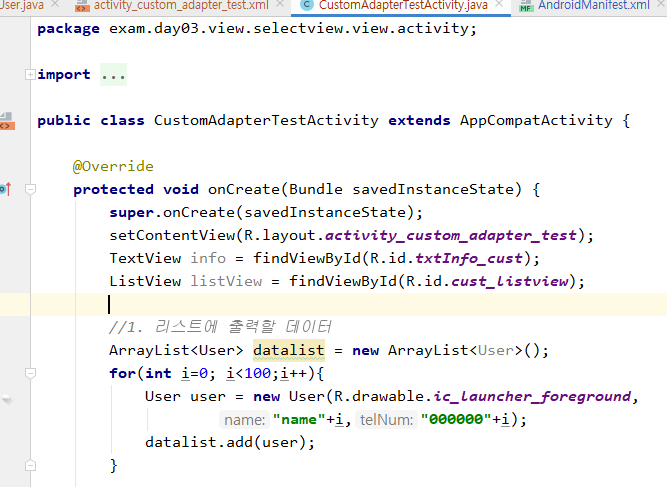 User.java activity_custom_adapter_test.xml CustomAdapterTestActivity.java AndroidManifest.xml
package exam.day03.view.selectview.view.activity;
import ...
public class CustomAdapterTestActivity extends AppCompatActivity {
@Override
protected void onCreate(Bundle savedInstanceState) {
super.onCreate(savedInstanceState);
setContentView(R.layout.activity_custom_adapter_test);
TextView info = findViewById(R.id.txtInfo_cust);
ListView listView = findViewById(R.id.cust_listview);
//1. 리스트에 출력할 데이터
ArrayList<User> datalist = new ArrayList<User>();
for(int i=0; i<100;i++){
User user = new User(R.drawable.ic_launcher_foreground,
name: "name"+i, telNum: "000000"+i);
datalist.add(user);
}